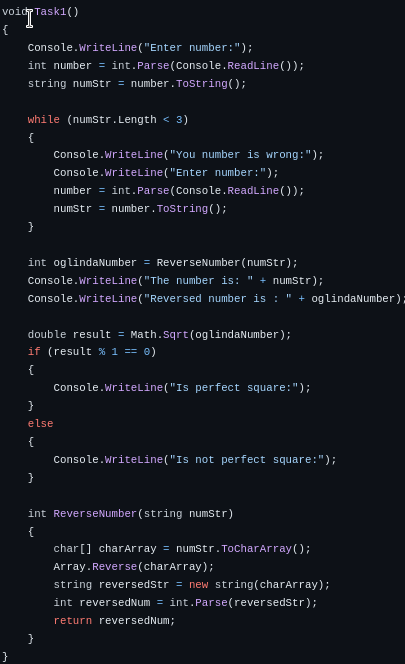 void Task1()
{
    Console.WriteLine("Enter number:");
    int number = int.Parse(Console.ReadLine());
    string numStr = number.ToString();

    while (numStr.Length < 3)
    {
        Console.WriteLine("You number is wrong:");
        Console.WriteLine("Enter number:");
        number = int.Parse(Console.ReadLine());
        numStr = number.ToString();
    }

    int oglindaNumber = ReverseNumber(numStr);
    Console.WriteLine("The number is: " + numStr);
    Console.WriteLine("Reversed number is : " + oglindaNumber);

    double result = Math.Sqrt(oglindaNumber);
    if (result % 1 == 0)
    {
        Console.WriteLine("Is perfect square:");
    }
    else
    {
        Console.WriteLine("Is not perfect square:");
    }

    int ReverseNumber(string numStr)
    {
        char[] charArray = numStr.ToCharArray();
        Array.Reverse(charArray);
        string reversedStr = new string(charArray);
        int reversedNum = int.Parse(reversedStr);
        return reversedNum;
    }
}